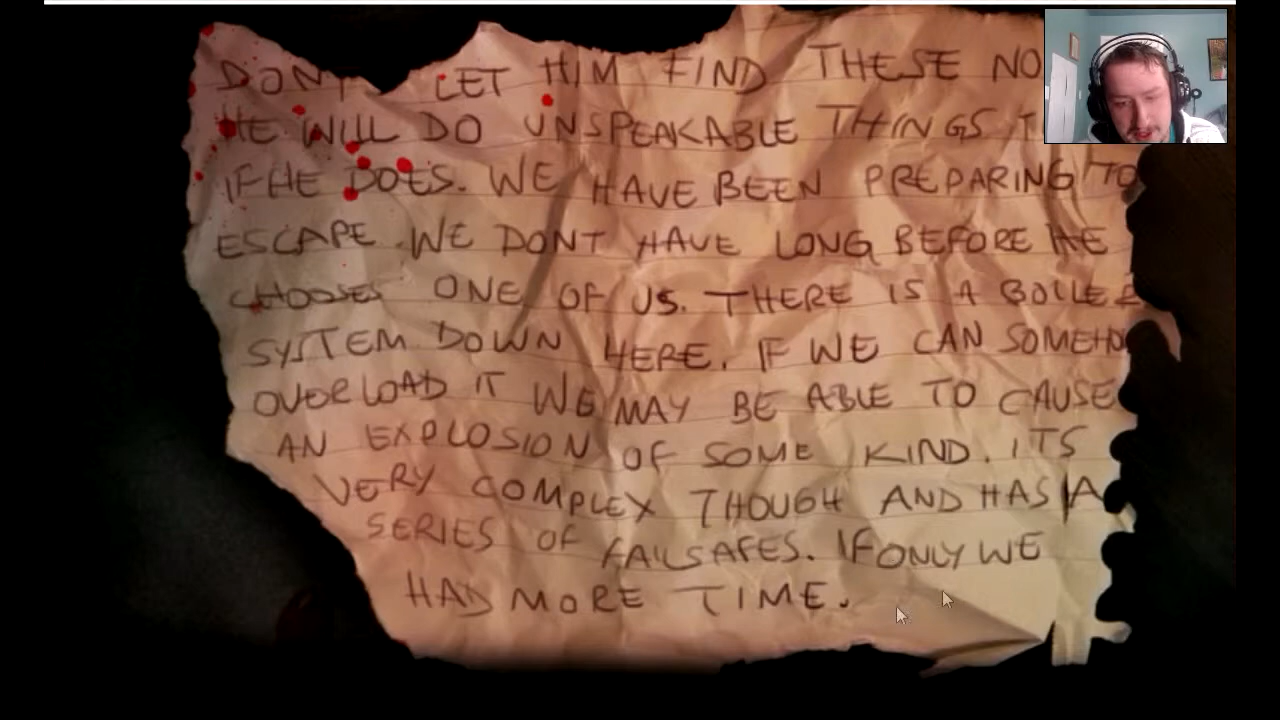 DONT LET HIM FIND THESE NO
HE WILL DO UNSPEAKABLE THINGS T
IF HE DOES. WE HAVE BEEN PREPARING TO
ESCAPE. WE DONT HAVE LONG BEFORE HE
CHOOSES ONE OF US. THERE IS A BOILER
SYSTEM DOWN HERE. IF WE CAN SOMEHO
OVERLOAD IT WE MAY BE ABLE TO CAUSE
AN EXPLOSION OF SOME KIND. ITS
VERY COMPLEX THOUGH AND HAS A
SERIES OF FAILSAFES. IF ONLY WE
HAD MORE TIME.